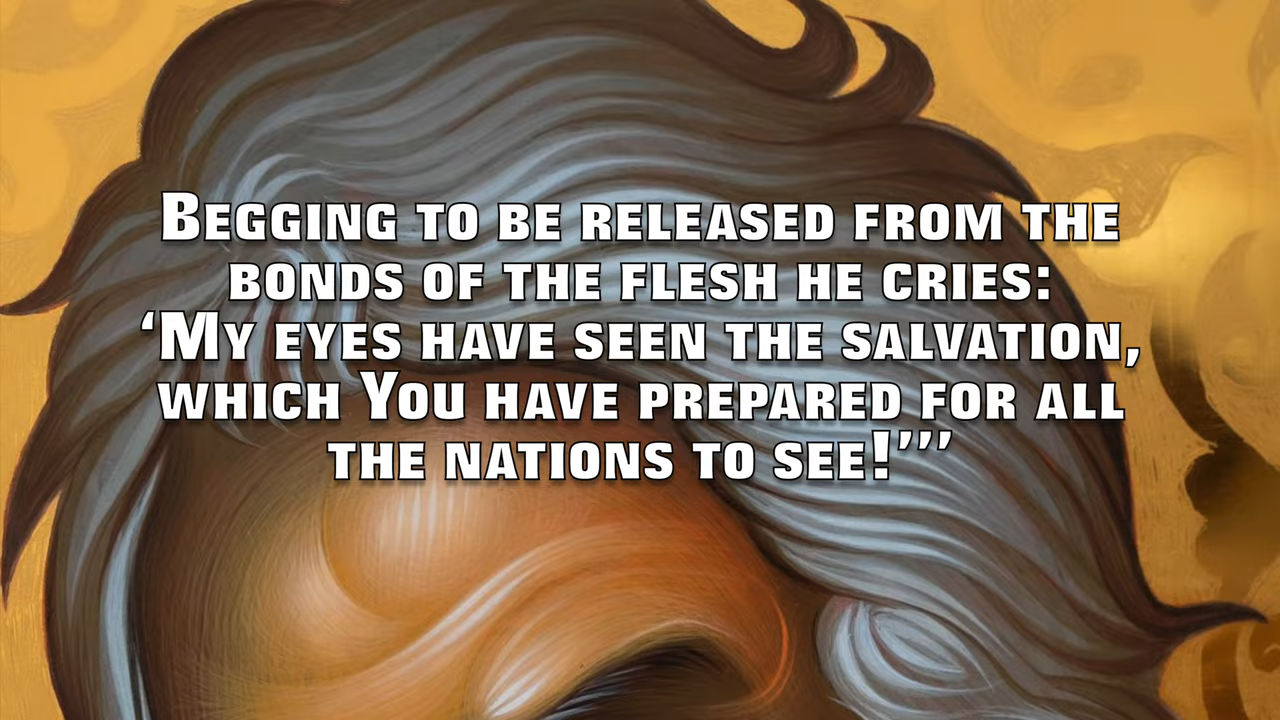 Begging to be released from the
bonds of the flesh he cries:
‘My eyes have seen the salvation,
which You have prepared for all
the nations to see!’”